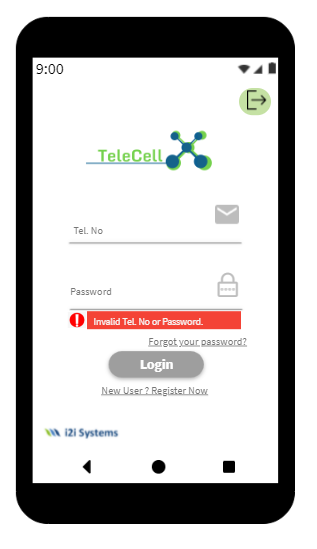 9:00
TeleCell
Tel. No
Password
Invalid Tel. No or Password.
Forgot your password?
Login
New User ? Register Now
i2i Systems